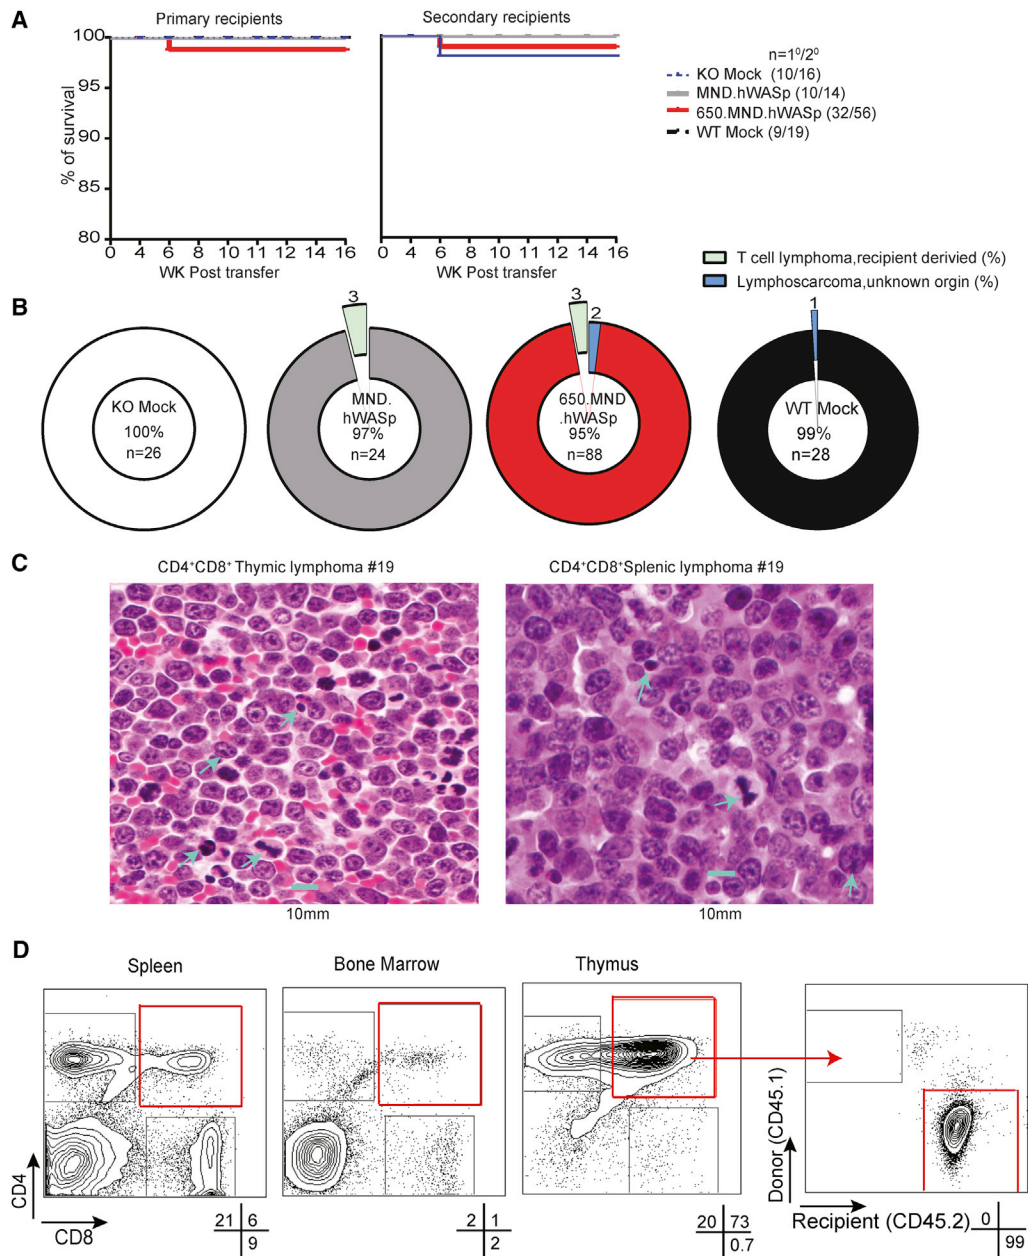 A
Primary recipients
Secondary recipients
% of survival
100
95
90
85
80
0 4 6 8 10 11 12 14 16
WK Post transfer
0 4 6 8 10 11 12 14 16
WK Post transfer
n=1⁰/2⁰
KO Mock (10/16)
MND.hWASp (10/14)
650.MND.hWASp (32/56)
WT Mock (9/19)
T cell lymphoma,recipient derivied (%)
Lymphoscarcoma,unknown orgin (%)
B
KO Mock
100%
n=26
3
MND.
hWASp
97%
n=24
3
2
650.MND
.hWASp
95%
n=88
1
WT Mock
99%
n=28
C
CD4⁺CD8⁺ Thymic lymphoma #19
CD4⁺CD8⁺Splenic lymphoma #19
10mm
10mm
D
Spleen
Bone Marrow
Thymus
CD4
CD8
21 6
9
2 1
2
20 73
0.7
Donor (CD45.1)
Recipient (CD45.2)
0
99